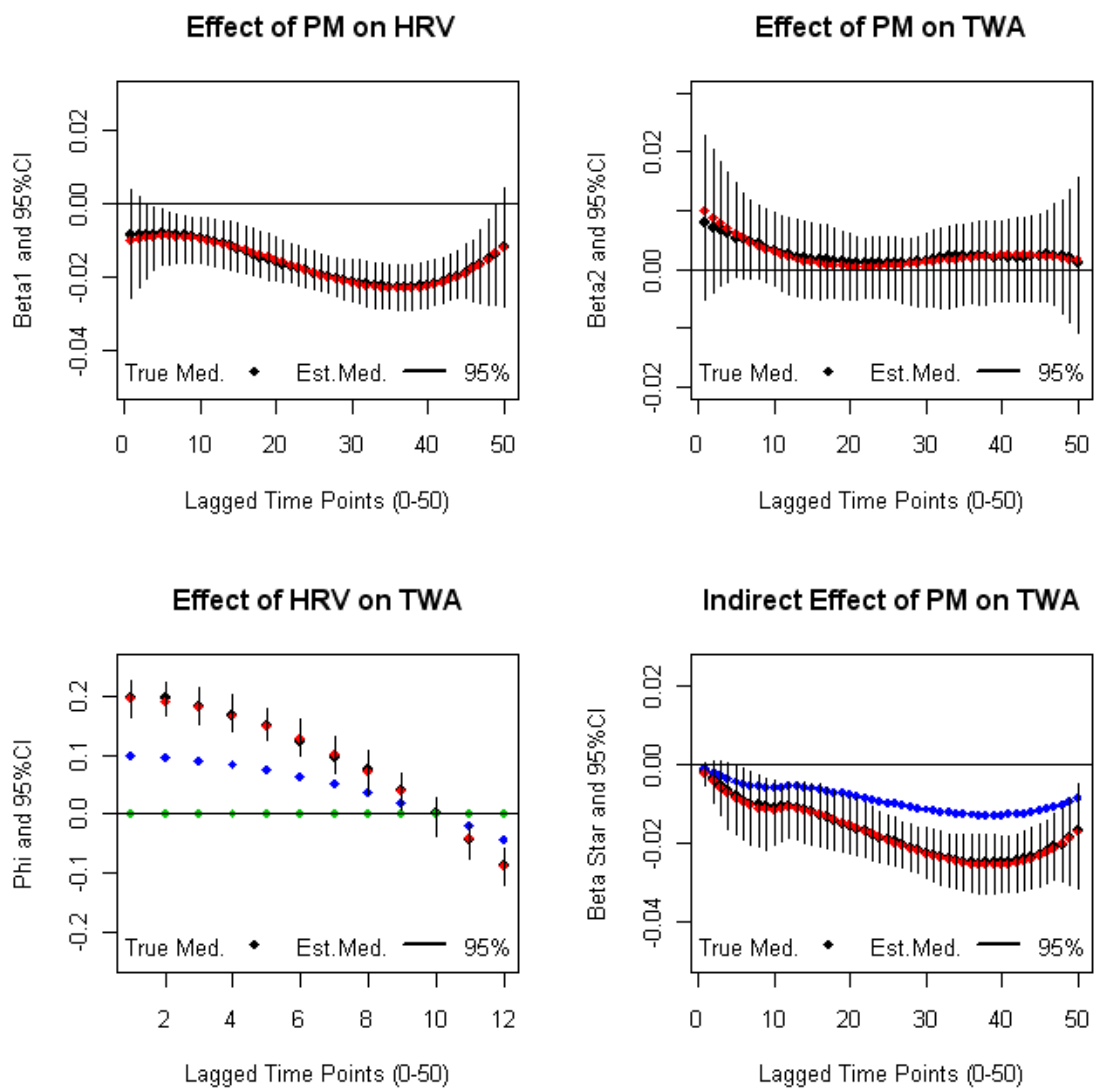 Effect of PM on HRV
Beta1 and 95%CI
0.02
0.00
-0.02
-0.04
True Med. Est.Med. 95%
0 10 20 30 40 50
Lagged Time Points (0-50)
Effect of PM on TWA
Beta2 and 95%CI
0.02
0.00
-0.02
True Med. Est.Med. 95%
0 10 20 30 40 50
Lagged Time Points (0-50)
Effect of HRV on TWA
Phi and 95%CI
0.2
0.1
0.0
-0.1
-0.2
True Med. Est.Med. 95%
2 4 6 8 10 12
Lagged Time Points (0-50)
Indirect Effect of PM on TWA
Beta Star and 95%CI
0.02
0.00
-0.02
-0.04
True Med. Est.Med. 95%
0 10 20 30 40 50
Lagged Time Points (0-50)